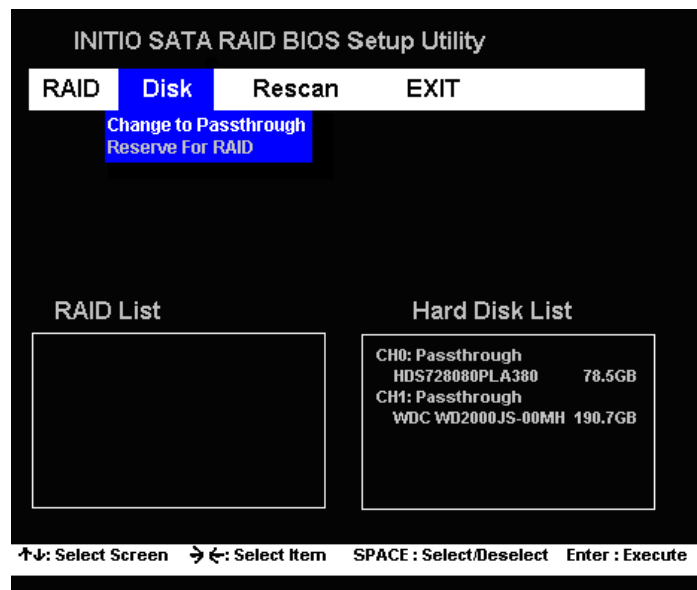 INITIO SATA RAID BIOS Setup Utility
RAID Disk Rescan EXIT
Change to Passthrough
Reserve For RAID
RAID List
Hard Disk List
CH0: Passthrough
HDS728080PLA380 78.5GB
CH1: Passthrough
WDC WD2000JS-00MH 190.7GB
↑↓: Select Screen →←: Select Item SPACE : Select/Deselect Enter : Execute